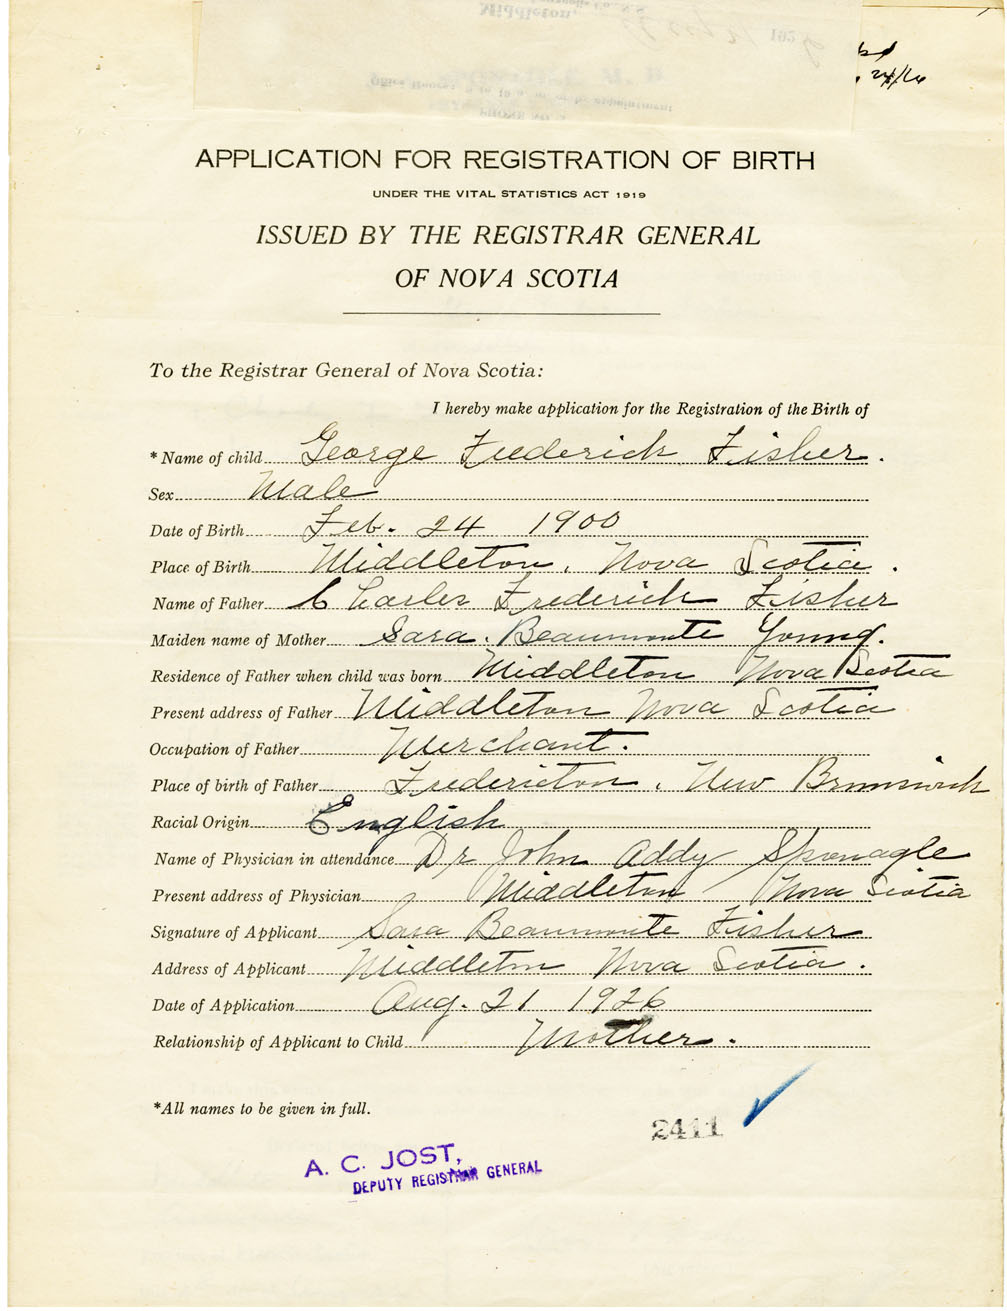 Middleton,
192
PHONE NO.
APPLICATION FOR REGISTRATION OF BIRTH
UNDER THE VITAL STATISTICS ACT 1919
ISSUED BY THE REGISTRAR GENERAL
OF NOVA SCOTIA
To the Registrar General of Nova Scotia:
I hereby make application for the Registration of the Birth of
* Name of child George Frederick Fisher.
Sex Male
Date of Birth Feb. 24 1900
Place of Birth Middleton, Nova Scotia.
Name of Father Charles Frederick Fisher
Maiden name of Mother Sara Beaumonte Young.
Residence of Father when child was born Middleton Nova Scotia
Present address of Father Middleton Nova Scotia
Occupation of Father Merchant.
Place of birth of Father Fredericton, New Brunswick
Racial Origin English
Name of Physician in attendance Dr John Addy Sponagle
Present address of Physician Middleton Nova Scotia
Signature of Applicant Sara Beaumonte Fisher
Address of Applicant Middleton Nova Scotia.
Date of Application Aug. 21 1926
Relationship of Applicant to Child Mother.
*All names to be given in full.
2411
A. C. JOST,
DEPUTY REGISTRAR GENERAL